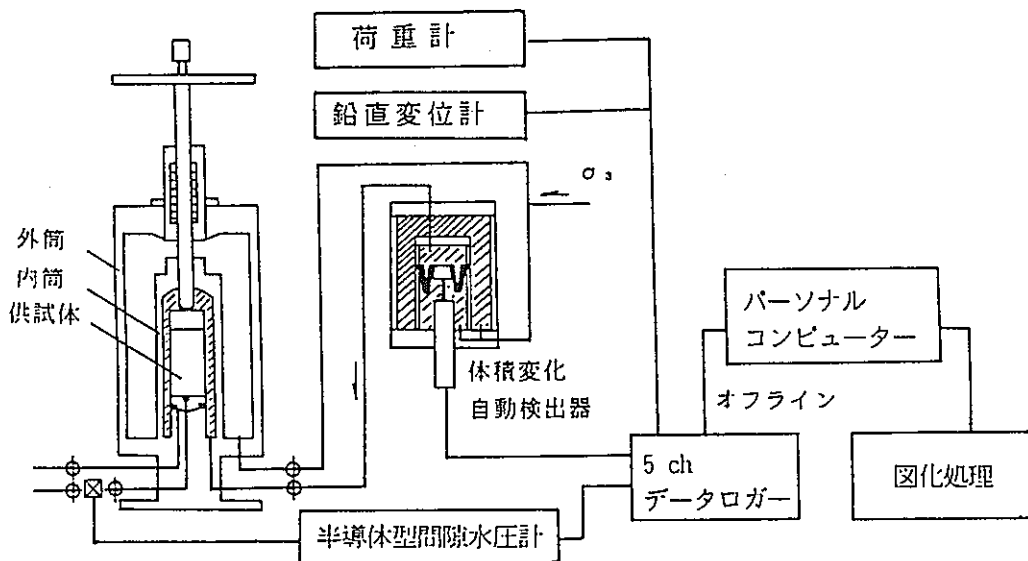 荷重計
鉛直変位計
σ₃
外筒
内筒
供試体
体積変化
自動検出器
パーソナル
コンピューター
オフライン
5 ch
データロガー
図化処理
半導体型間隙水圧計